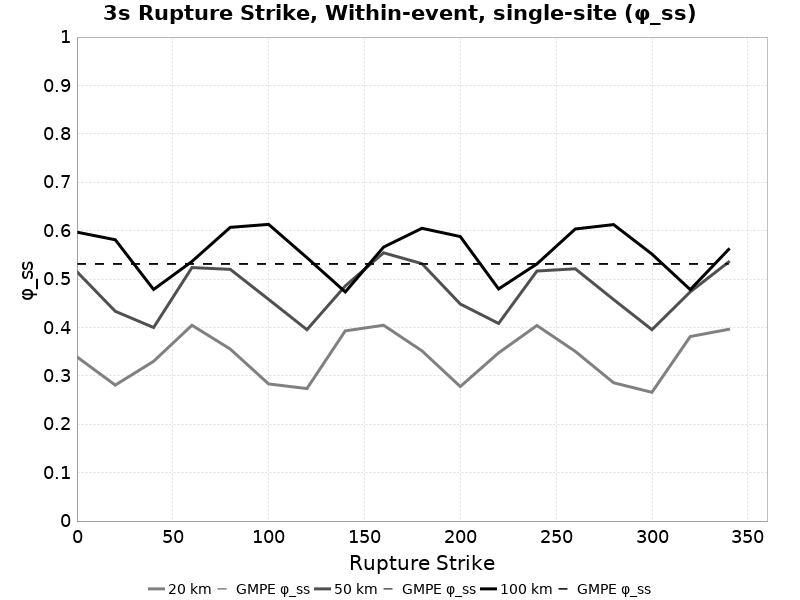 3s Rupture Strike, Within-event, single-site (φ_ss)
1
0.9
0.8
0.7
0.6
0.5
0.4
0.3
0.2
0.1
0
φ_ss
0 50 100 150 200 250 300 350
Rupture Strike
20 km GMPE φ_ss 50 km GMPE φ_ss 100 km GMPE φ_ss